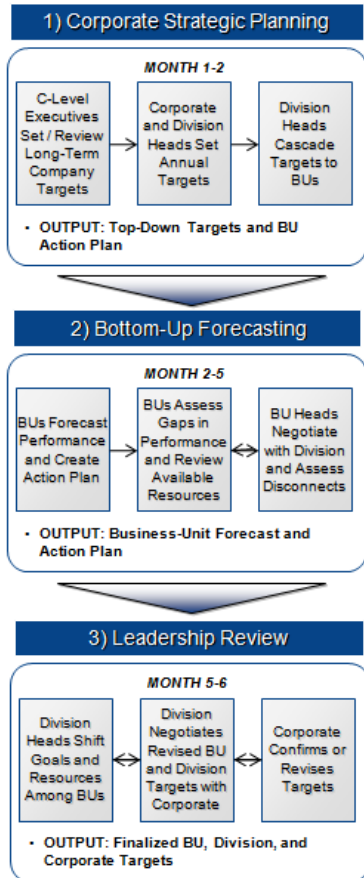 1) Corporate Strategic Planning
MONTH 1-2
C-Level
Executives
Set / Review
Long-Term
Company
Targets
Corporate
and Division
Heads Set
Annual
Targets
Division
Heads
Cascade
Targets to
BUs
• OUTPUT: Top-Down Targets and BU
Action Plan
2) Bottom-Up Forecasting
MONTH 2-5
BUs Forecast
Performance
and Create
Action Plan
BUs Assess
Gaps in
Performance
and Review
Available
Resources
BU Heads
Negotiate
with Division
and Assess
Disconnects
• OUTPUT: Business-Unit Forecast and
Action Plan
3) Leadership Review
MONTH 5-6
Division
Heads Shift
Goals and
Resources
Among BUs
Division
Negotiates
Revised BU
and Division
Targets with
Corporate
Corporate
Confirms or
Revises
Targets
• OUTPUT: Finalized BU, Division, and
Corporate Targets